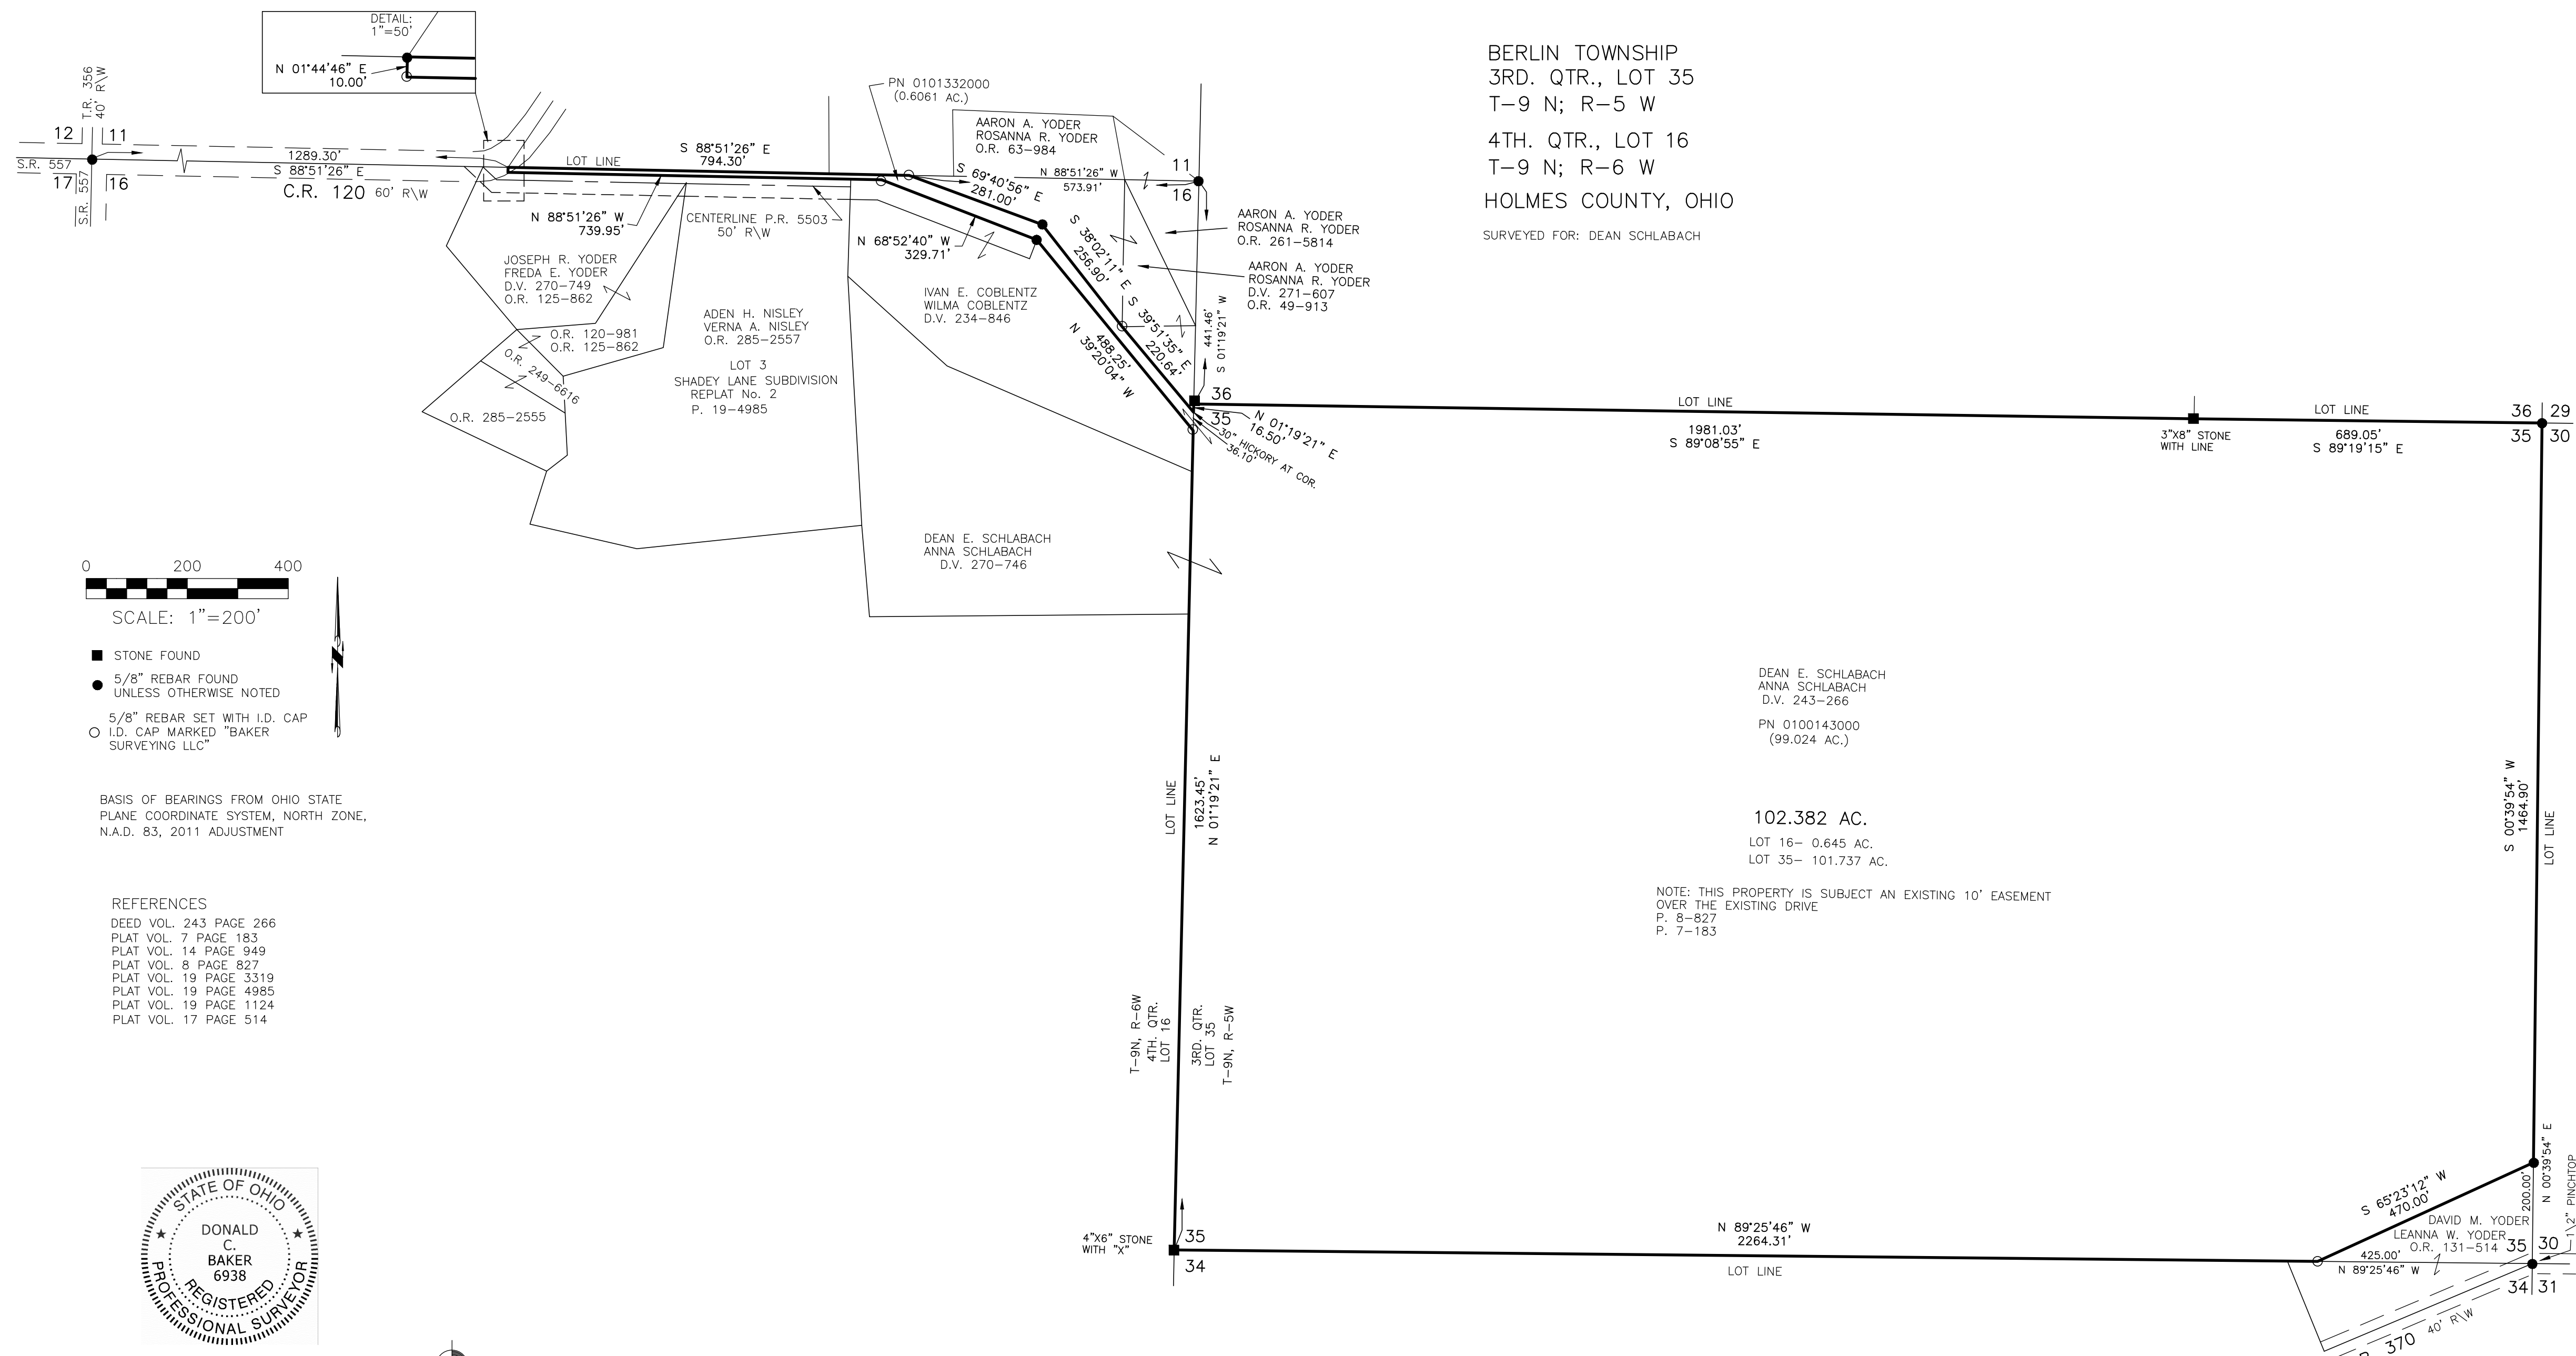 DETAIL:
1"=50'
N 01°44'46" E
10.00'
T.R. 356
40' R\W
12
11
S.R. 557
17
16
S.R. 557
1289.30'
S 88°51'26" E
C.R. 120 60' R\W
LOT LINE
S 88°51'26" E
794.30'
N 88°51'26" W
739.95'
CENTERLINE P.R. 5503
50' R\W
PN 0101332000
(0.6061 AC.)
AARON A. YODER
ROSANNA R. YODER
O.R. 63-984
S 69°40'56" E
281.00'
N 88°51'26" W
573.91'
11
16
N 68°52'40" W
329.71'
S 38°02'11" E
256.90'
S 39°51'35" E
220.64'
N 39°20'04" W
488.25'
AARON A. YODER
ROSANNA R. YODER
O.R. 261-5814
AARON A. YODER
ROSANNA R. YODER
D.V. 271-607
O.R. 49-913
441.46'
S 01°19'21" W
36
35
N 01°19'21" E
16.50'
30" HICKORY AT COR.
36.10'
BERLIN TOWNSHIP
3RD. QTR., LOT 35
T-9 N; R-5 W
4TH. QTR., LOT 16
T-9 N; R-6 W
HOLMES COUNTY, OHIO
SURVEYED FOR: DEAN SCHLABACH
JOSEPH R. YODER
FREDA E. YODER
D.V. 270-749
O.R. 125-862
O.R. 120-981
O.R. 125-862
O.R. 249-6616
O.R. 285-2555
ADEN H. NISLEY
VERNA A. NISLEY
O.R. 285-2557
LOT 3
SHADEY LANE SUBDIVISION
REPLAT No. 2
P. 19-4985
IVAN E. COBLENTZ
WILMA COBLENTZ
D.V. 234-846
DEAN E. SCHLABACH
ANNA SCHLABACH
D.V. 270-746
LOT LINE
1981.03'
S 89°08'55" E
3"X8" STONE
WITH LINE
LOT LINE
689.05'
S 89°19'15" E
36
29
35
30
0 200 400
SCALE: 1"=200'
STONE FOUND
5/8" REBAR FOUND
UNLESS OTHERWISE NOTED
5/8" REBAR SET WITH I.D. CAP
I.D. CAP MARKED "BAKER
SURVEYING LLC"
BASIS OF BEARINGS FROM OHIO STATE
PLANE COORDINATE SYSTEM, NORTH ZONE,
N.A.D. 83, 2011 ADJUSTMENT
REFERENCES
DEED VOL. 243 PAGE 266
PLAT VOL. 7 PAGE 183
PLAT VOL. 14 PAGE 949
PLAT VOL. 8 PAGE 827
PLAT VOL. 19 PAGE 3319
PLAT VOL. 19 PAGE 4985
PLAT VOL. 19 PAGE 1124
PLAT VOL. 17 PAGE 514
LOT LINE
1623.45'
N 01°19'21" E
T-9N, R-6W
4TH. QTR.
LOT 16
3RD. QTR.
LOT 35
T-9N, R-5W
DEAN E. SCHLABACH
ANNA SCHLABACH
D.V. 243-266
PN 0100143000
(99.024 AC.)
102.382 AC.
LOT 16- 0.645 AC.
LOT 35- 101.737 AC.
NOTE: THIS PROPERTY IS SUBJECT AN EXISTING 10' EASEMENT
OVER THE EXISTING DRIVE
P. 8-827
P. 7-183
S 00°39'54" W
1464.90'
LOT LINE
4"X6" STONE
WITH "X"
35
34
N 89°25'46" W
2264.31'
LOT LINE
S 65°23'12" W
470.00'
200.00'
N 00°39'54" E
1\2" PINCHTOP
DAVID M. YODER
LEANNA W. YODER
O.R. 131-514
35
30
34
31
425.00'
N 89°25'46" W
370 40' R\W
STATE OF OHIO
DONALD
C.
BAKER
6938
REGISTERED
PROFESSIONAL SURVEYOR